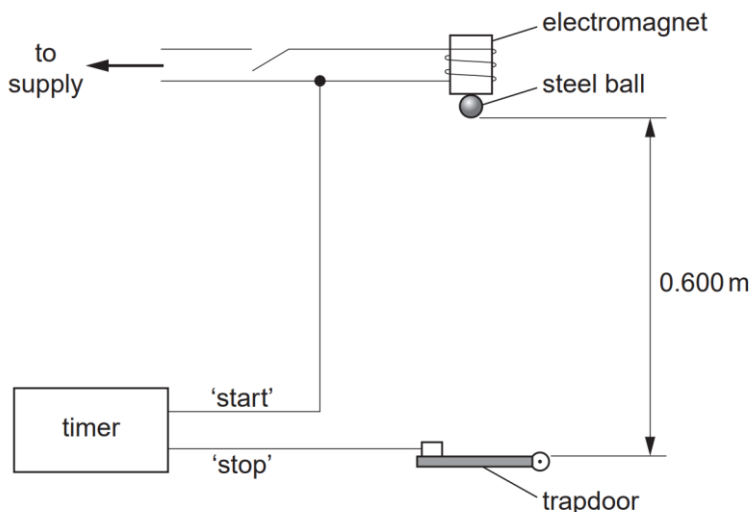 electromagnet
to
supply
steel ball
0.600 m
‘start’
timer
‘stop’
trapdoor